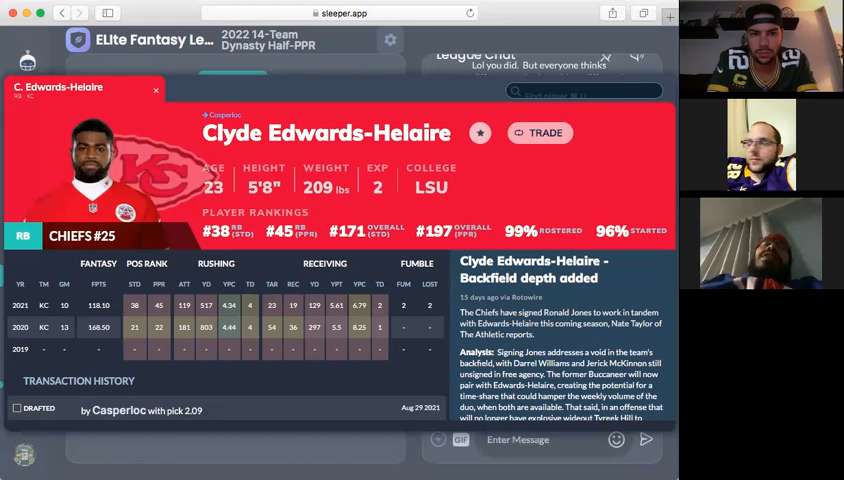 sleeper.app
ELite Fantasy Le...
2022 14-Team
Dynasty Half-PPR
League Chat
Lol you did. But everyone thinks
C. Edwards-Helaire
RB - KC
Find player
Casperloc
Clyde Edwards-Helaire
TRADE
AGE HEIGHT WEIGHT EXP COLLEGE
23 5'8" 209 lbs 2 LSU
PLAYER RANKINGS
#38 RB (STD) #45 RB (PPR) #171 OVERALL (STD) #197 OVERALL (PPR) 99% ROSTERED 96% STARTED
RB CHIEFS #25
FANTASY POS RANK RUSHING RECEIVING FUMBLE
YR TM GM FPTS STD PPR ATT YD YPC TD TAR REC YD YPT YPC TD FUM LOST
2021 KC 10 118.10 38 45 119 517 4.34 4 23 19 129 5.61 6.79 2 2 2
2020 KC 13 168.50 21 22 181 803 4.44 4 54 36 297 5.5 8.25 1 - -
2019 - - - - - - - - - - - - - - - - -
TRANSACTION HISTORY
DRAFTED by Casperloc with pick 2.09 Aug 29 2021
Clyde Edwards-Helaire -
Backfield depth added
15 days ago via Rotowire
The Chiefs have signed Ronald Jones to work in tandem
with Edwards-Helaire this coming season, Nate Taylor of
The Athletic reports.
Analysis: Signing Jones addresses a void in the team's
backfield, with Darrel Williams and Jerick McKinnon still
unsigned in free agency. The former Buccaneer will now
pair with Edwards-Helaire, creating the potential for a
time-share that could hamper the weekly volume of the
duo, when both are available. That said, in an offense that
will no longer have explosive wideout Tyreek Hill to
GIF
Enter Message